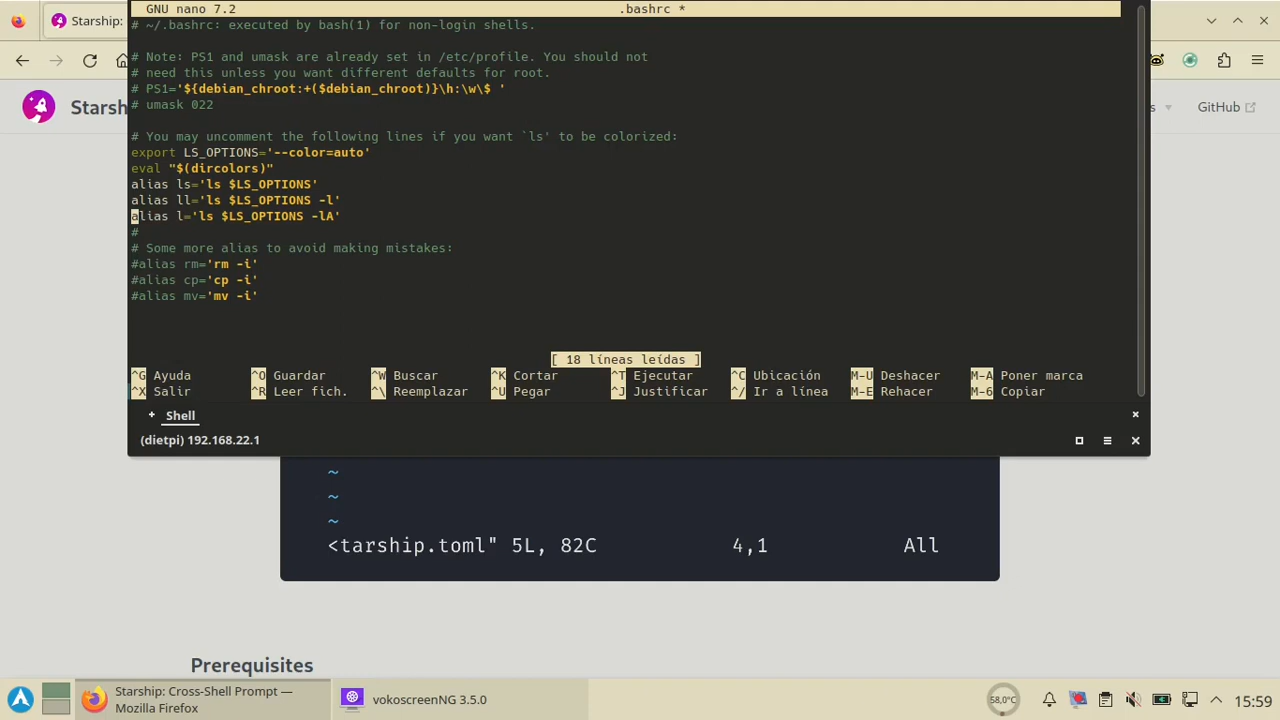 GNU nano 7.2 .bashrc *
Starship:
# ~/.bashrc: executed by bash(1) for non-login shells.
# Note: PS1 and umask are already set in /etc/profile. You should not
# need this unless you want different defaults for root.
# PS1='${debian_chroot:+($debian_chroot)}\h:\w\$ '
# umask 022
Starsh
s
GitHub
# You may uncomment the following lines if you want `ls' to be colorized:
export LS_OPTIONS='--color=auto'
eval "$(dircolors)"
alias ls='ls $LS_OPTIONS'
alias ll='ls $LS_OPTIONS -l'
alias l='ls $LS_OPTIONS -lA'
#
# Some more alias to avoid making mistakes:
#alias rm='rm -i'
#alias cp='cp -i'
#alias mv='mv -i'
[ 18 líneas leídas ]
^G Ayuda ^O Guardar ^W Buscar ^K Cortar ^T Ejecutar ^C Ubicación M-U Deshacer M-A Poner marca
^X Salir ^R Leer fich. ^\ Reemplazar ^U Pegar ^J Justificar ^/ Ir a línea M-E Rehacer M-6 Copiar
+ Shell
(dietpi) 192.168.22.1
~
~
~
<tarship.toml" 5L, 82C 4,1 All
Prerequisites
Starship: Cross-Shell Prompt —
Mozilla Firefox
vokoscreenNG 3.5.0
58,0°C
15:59